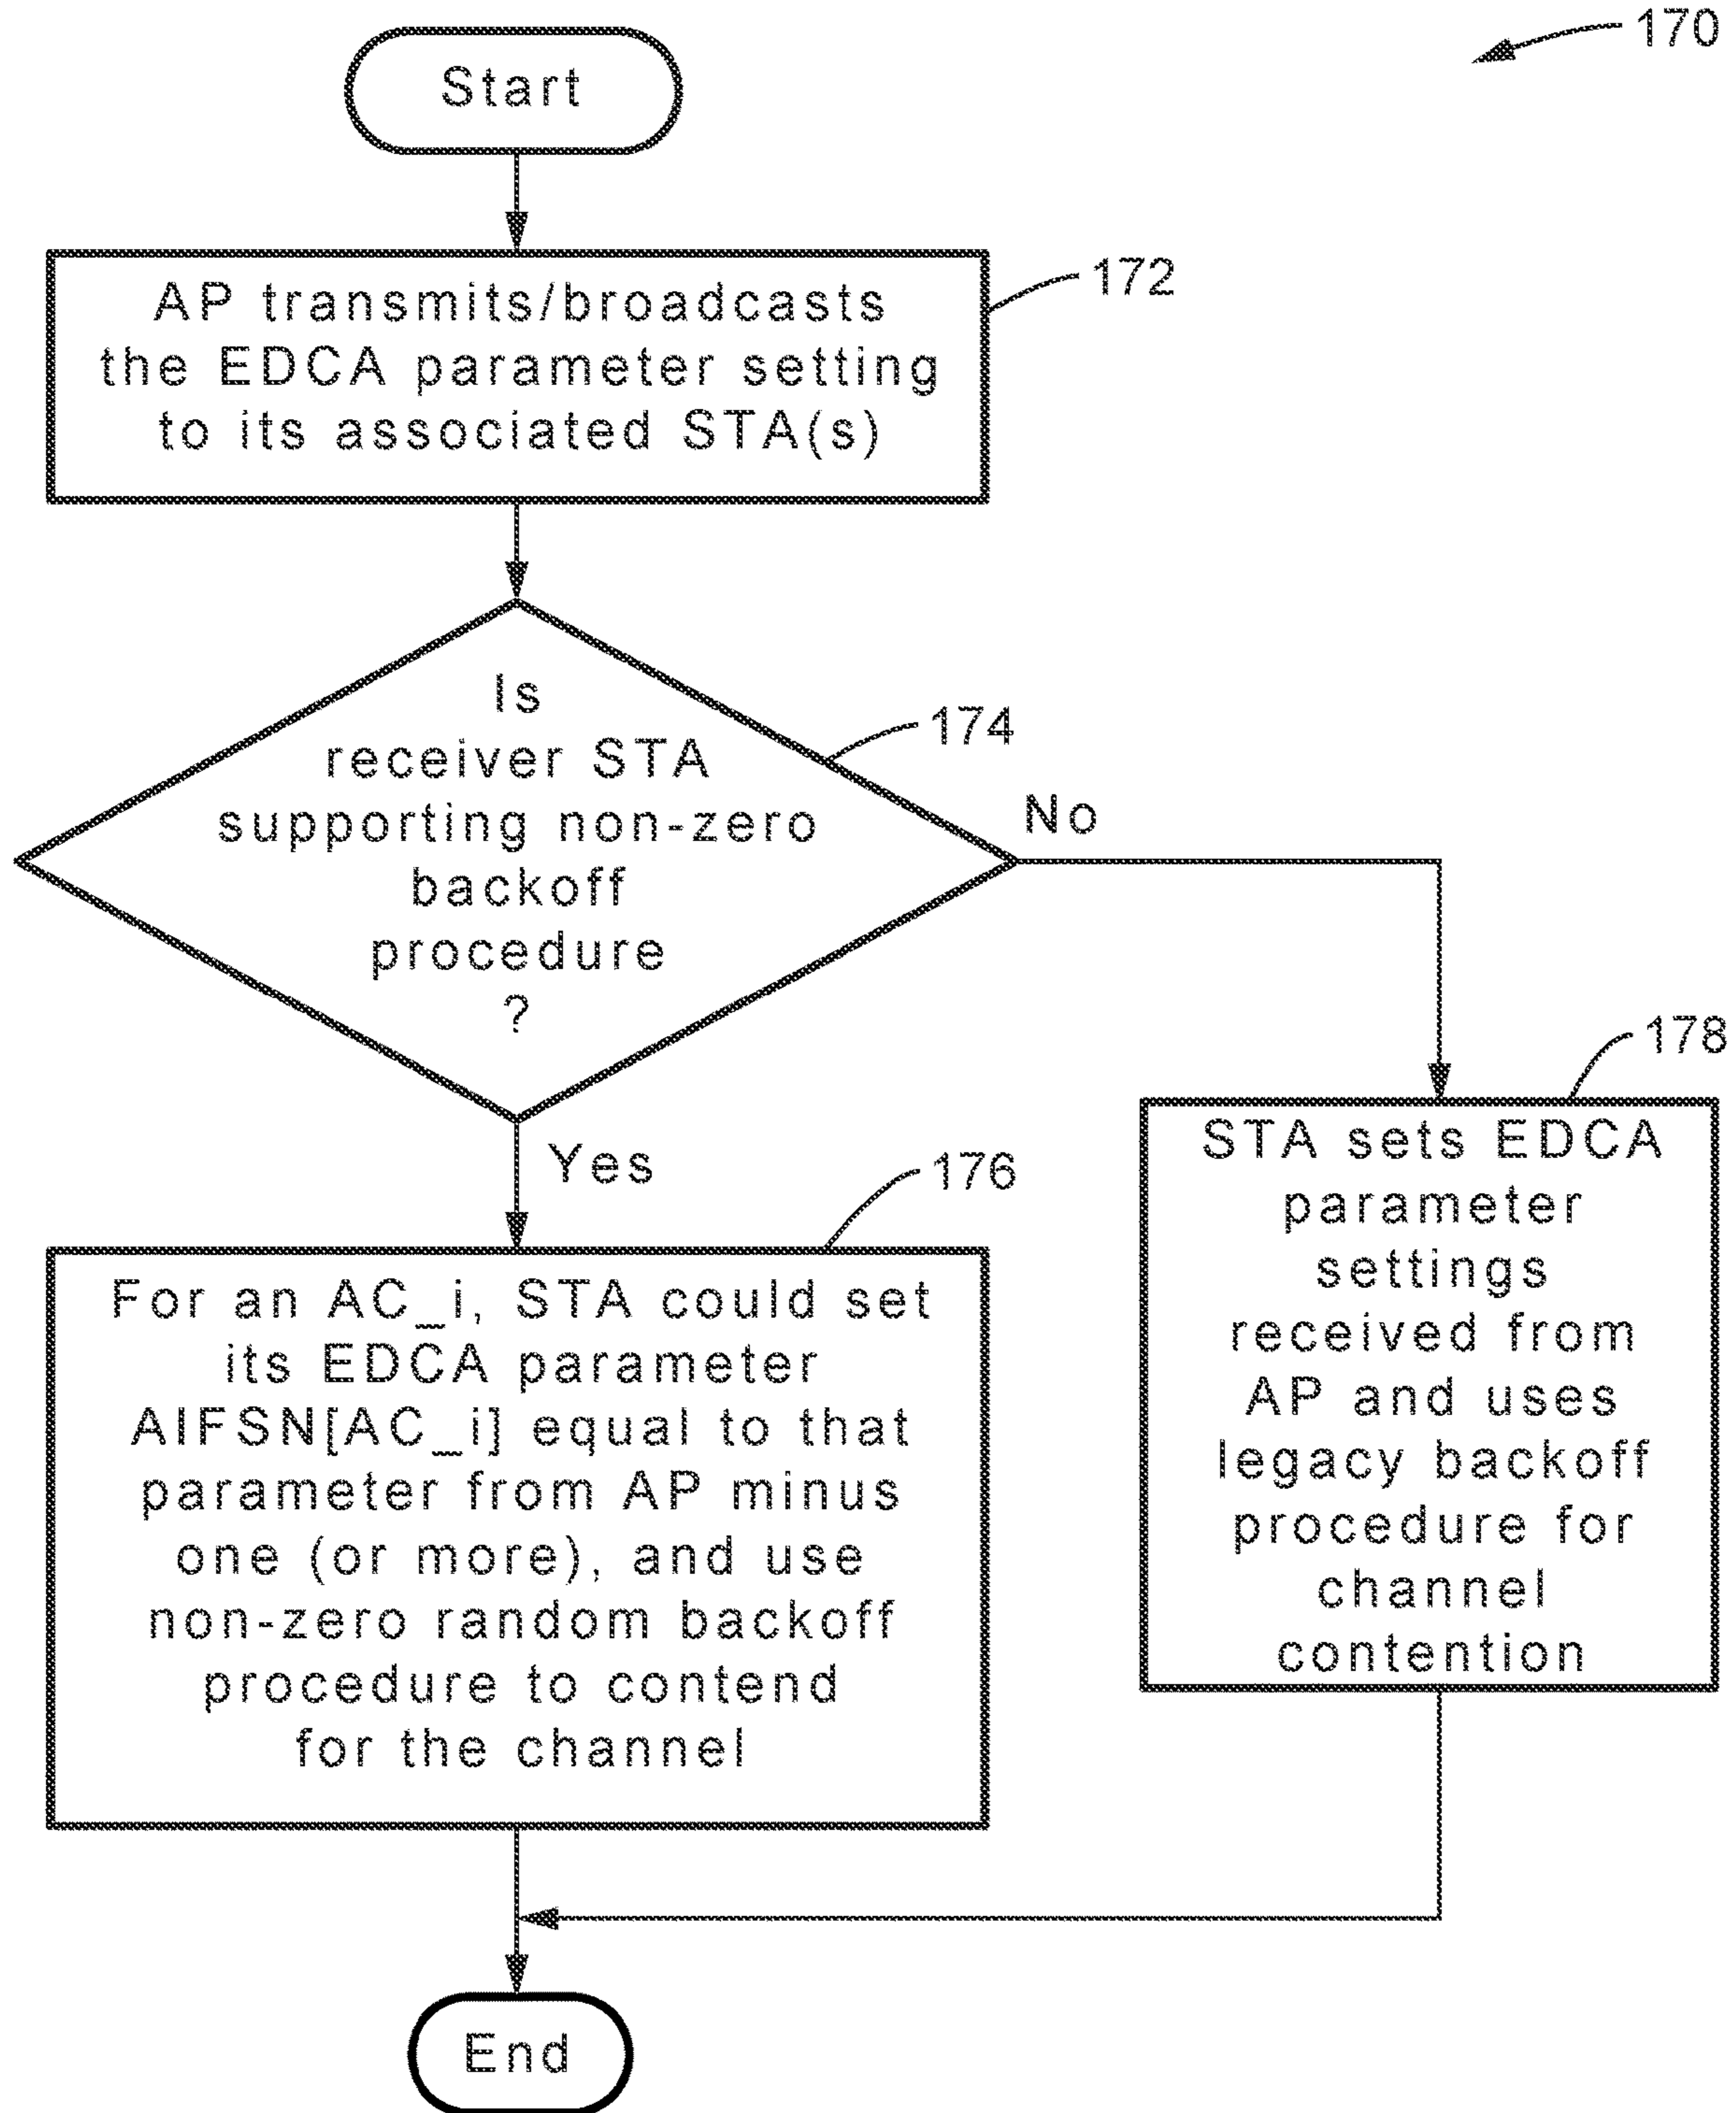 170
Start
172
AP transmits/broadcasts
the EDCA parameter setting
to its associated STA(s)
174
Is
receiver STA
supporting non-zero
backoff
procedure
?
No
Yes
176
For an AC_i, STA could set
its EDCA parameter
AIFSN[AC_i] equal to that
parameter from AP minus
one (or more), and use
non-zero random backoff
procedure to contend
for the channel
178
STA sets EDCA
parameter
settings
received from
AP and uses
legacy backoff
procedure for
channel
contention
End